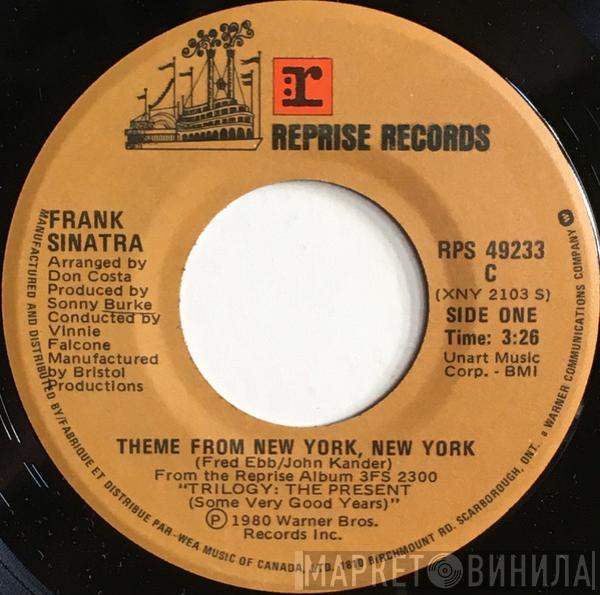 r
REPRISE RECORDS
FRANK
SINATRA
Arranged by
Don Costa
Produced by
Sonny Burke
Conducted by
Vinnie
Falcone
Manufactured
by Bristol
Productions
RPS 49233
C
(XNY 2103 S)
SIDE ONE
Time: 3:26
Unart Music
Corp. - BMI
THEME FROM NEW YORK, NEW YORK
(Fred Ebb/John Kander)
From the Reprise Album 3FS 2300
"TRILOGY: THE PRESENT
(Some Very Good Years)"
Ⓟ 1980 Warner Bros.
Records Inc.
MANUFACTURED AND DISTRIBUTED BY/FABRIQUE ET DISTRIBUE PAR-WEA MUSIC OF CANADA, LTD. 1810 BIRCHMOUNT RD. SCARBOROUGH, ONT. a WARNER COMMUNICATIONS COMPANY
МАРКЕТ ВИНИЛА